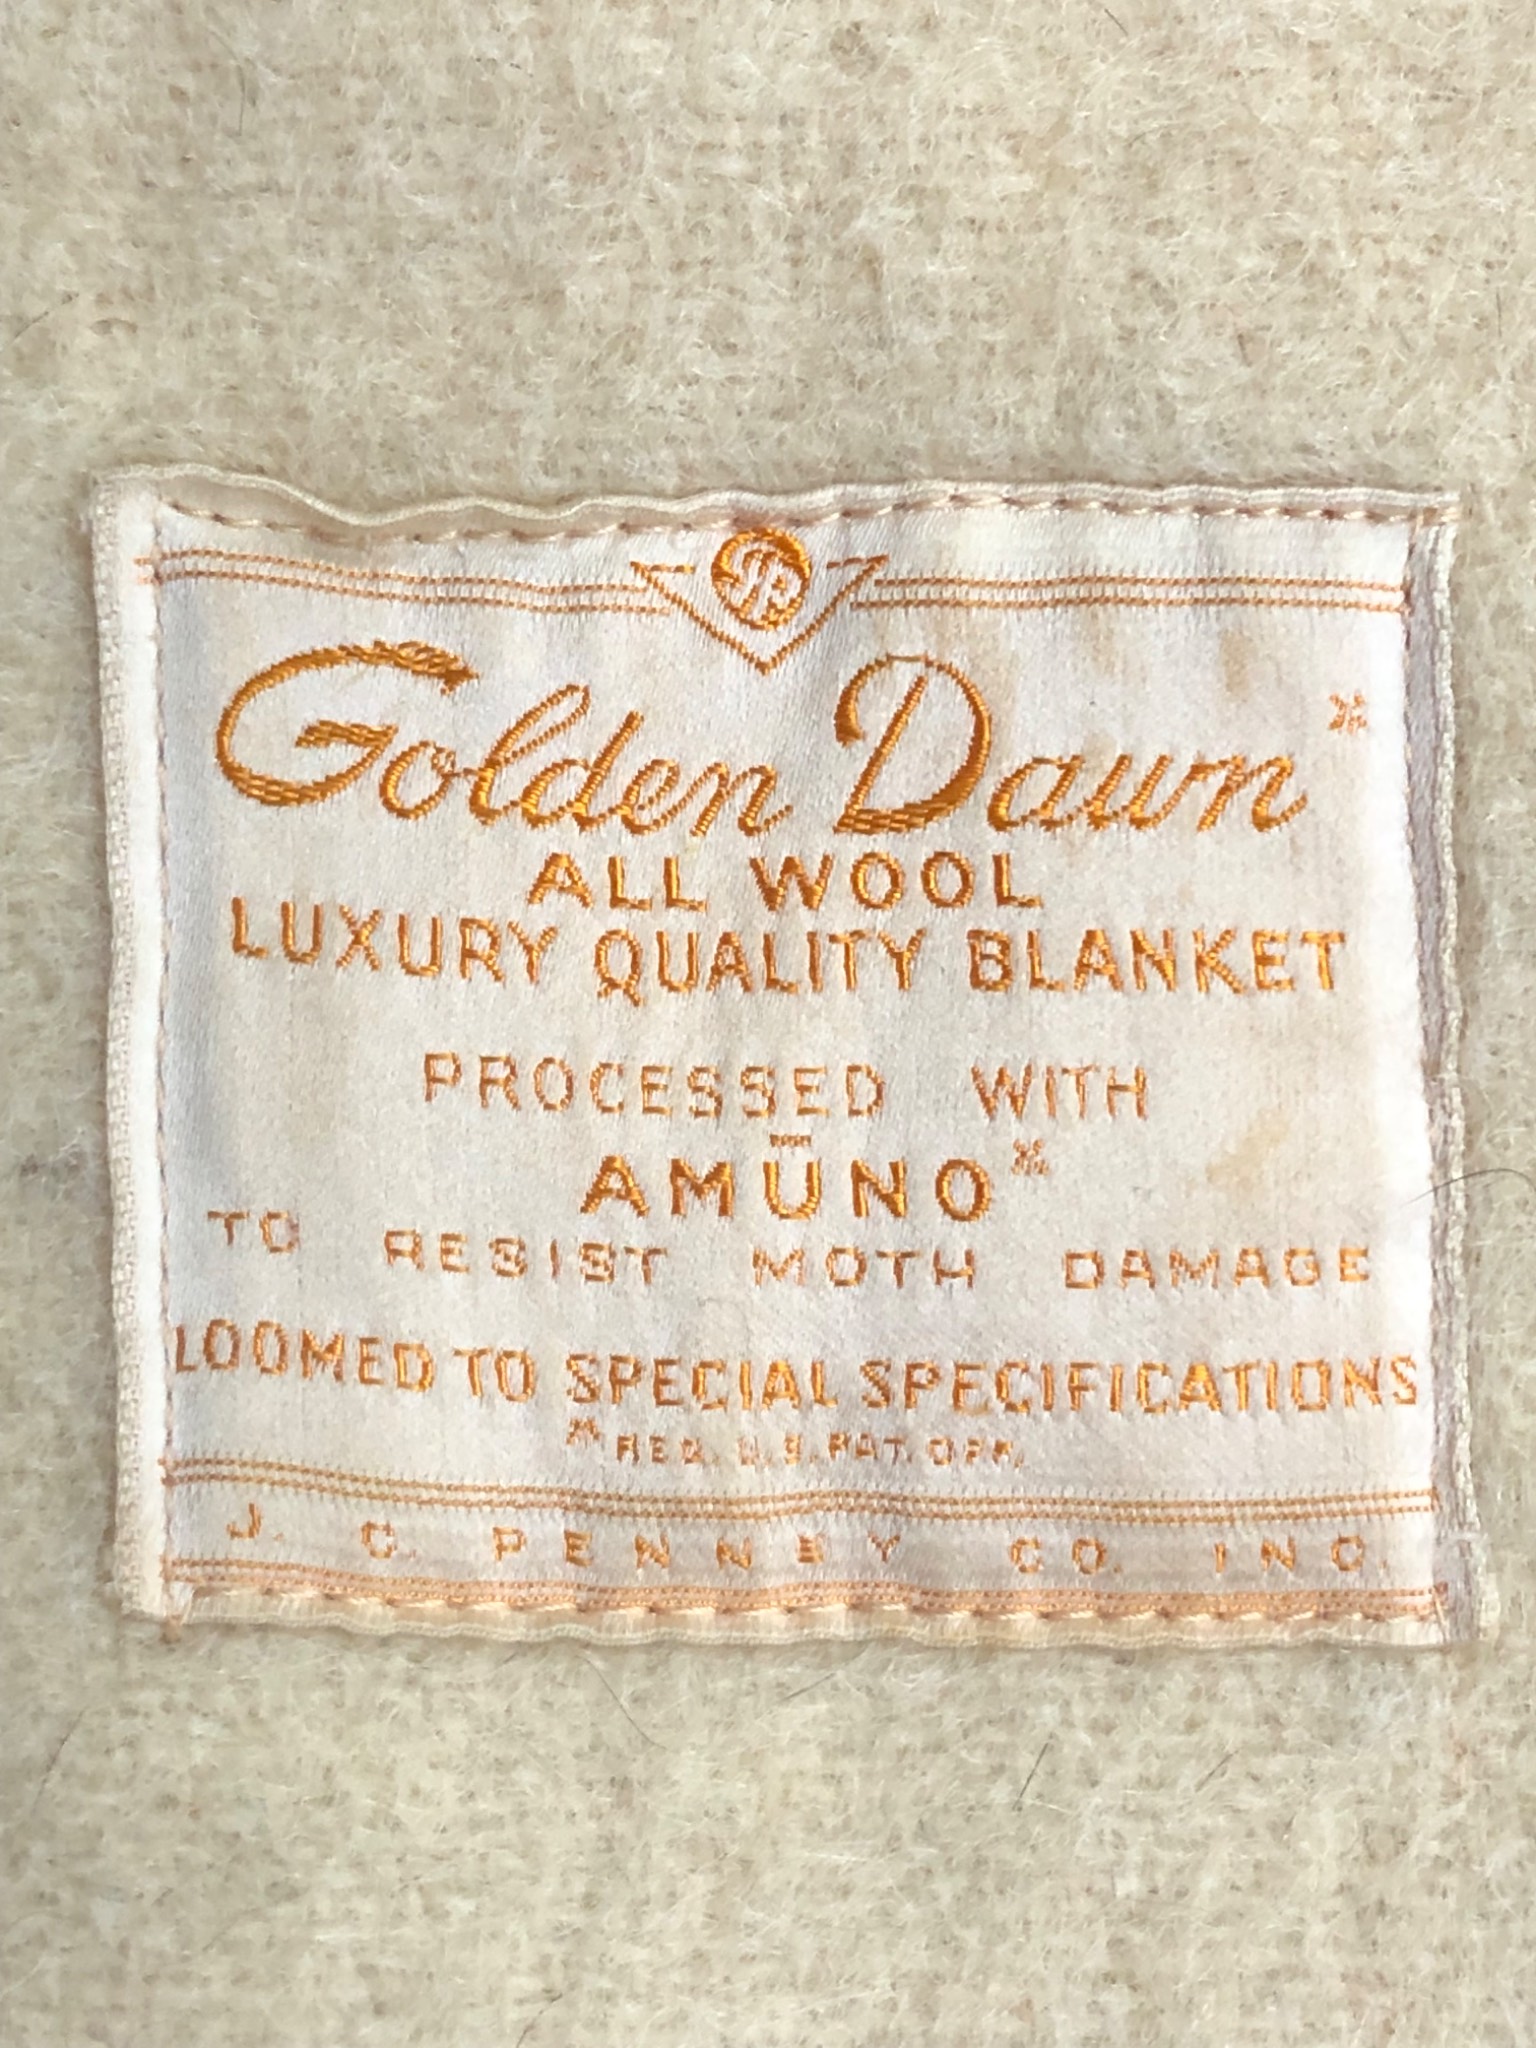 Golden Dawn*
ALL WOOL
LUXURY QUALITY BLANKET
PROCESSED WITH
AMŪNO*
TO RESIST MOTH DAMAGE
LOOMED TO SPECIAL SPECIFICATIONS
*REG. U.S. PAT. OFF.
J. C. PENNEY CO. INC.